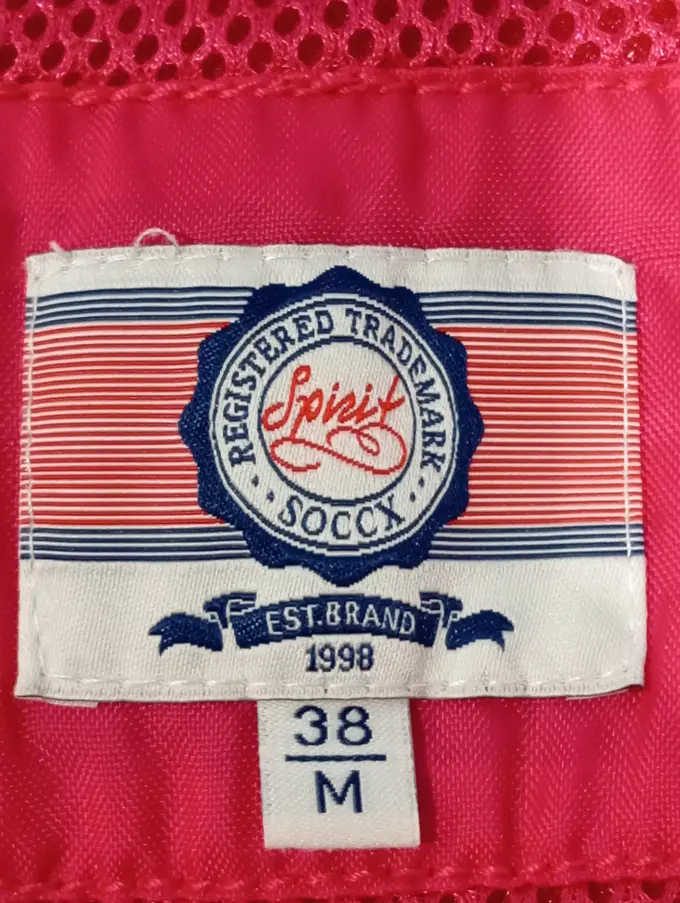 REGISTERED TRADEMARK
Spirit
SOCCX
EST.BRAND
1998
38
M